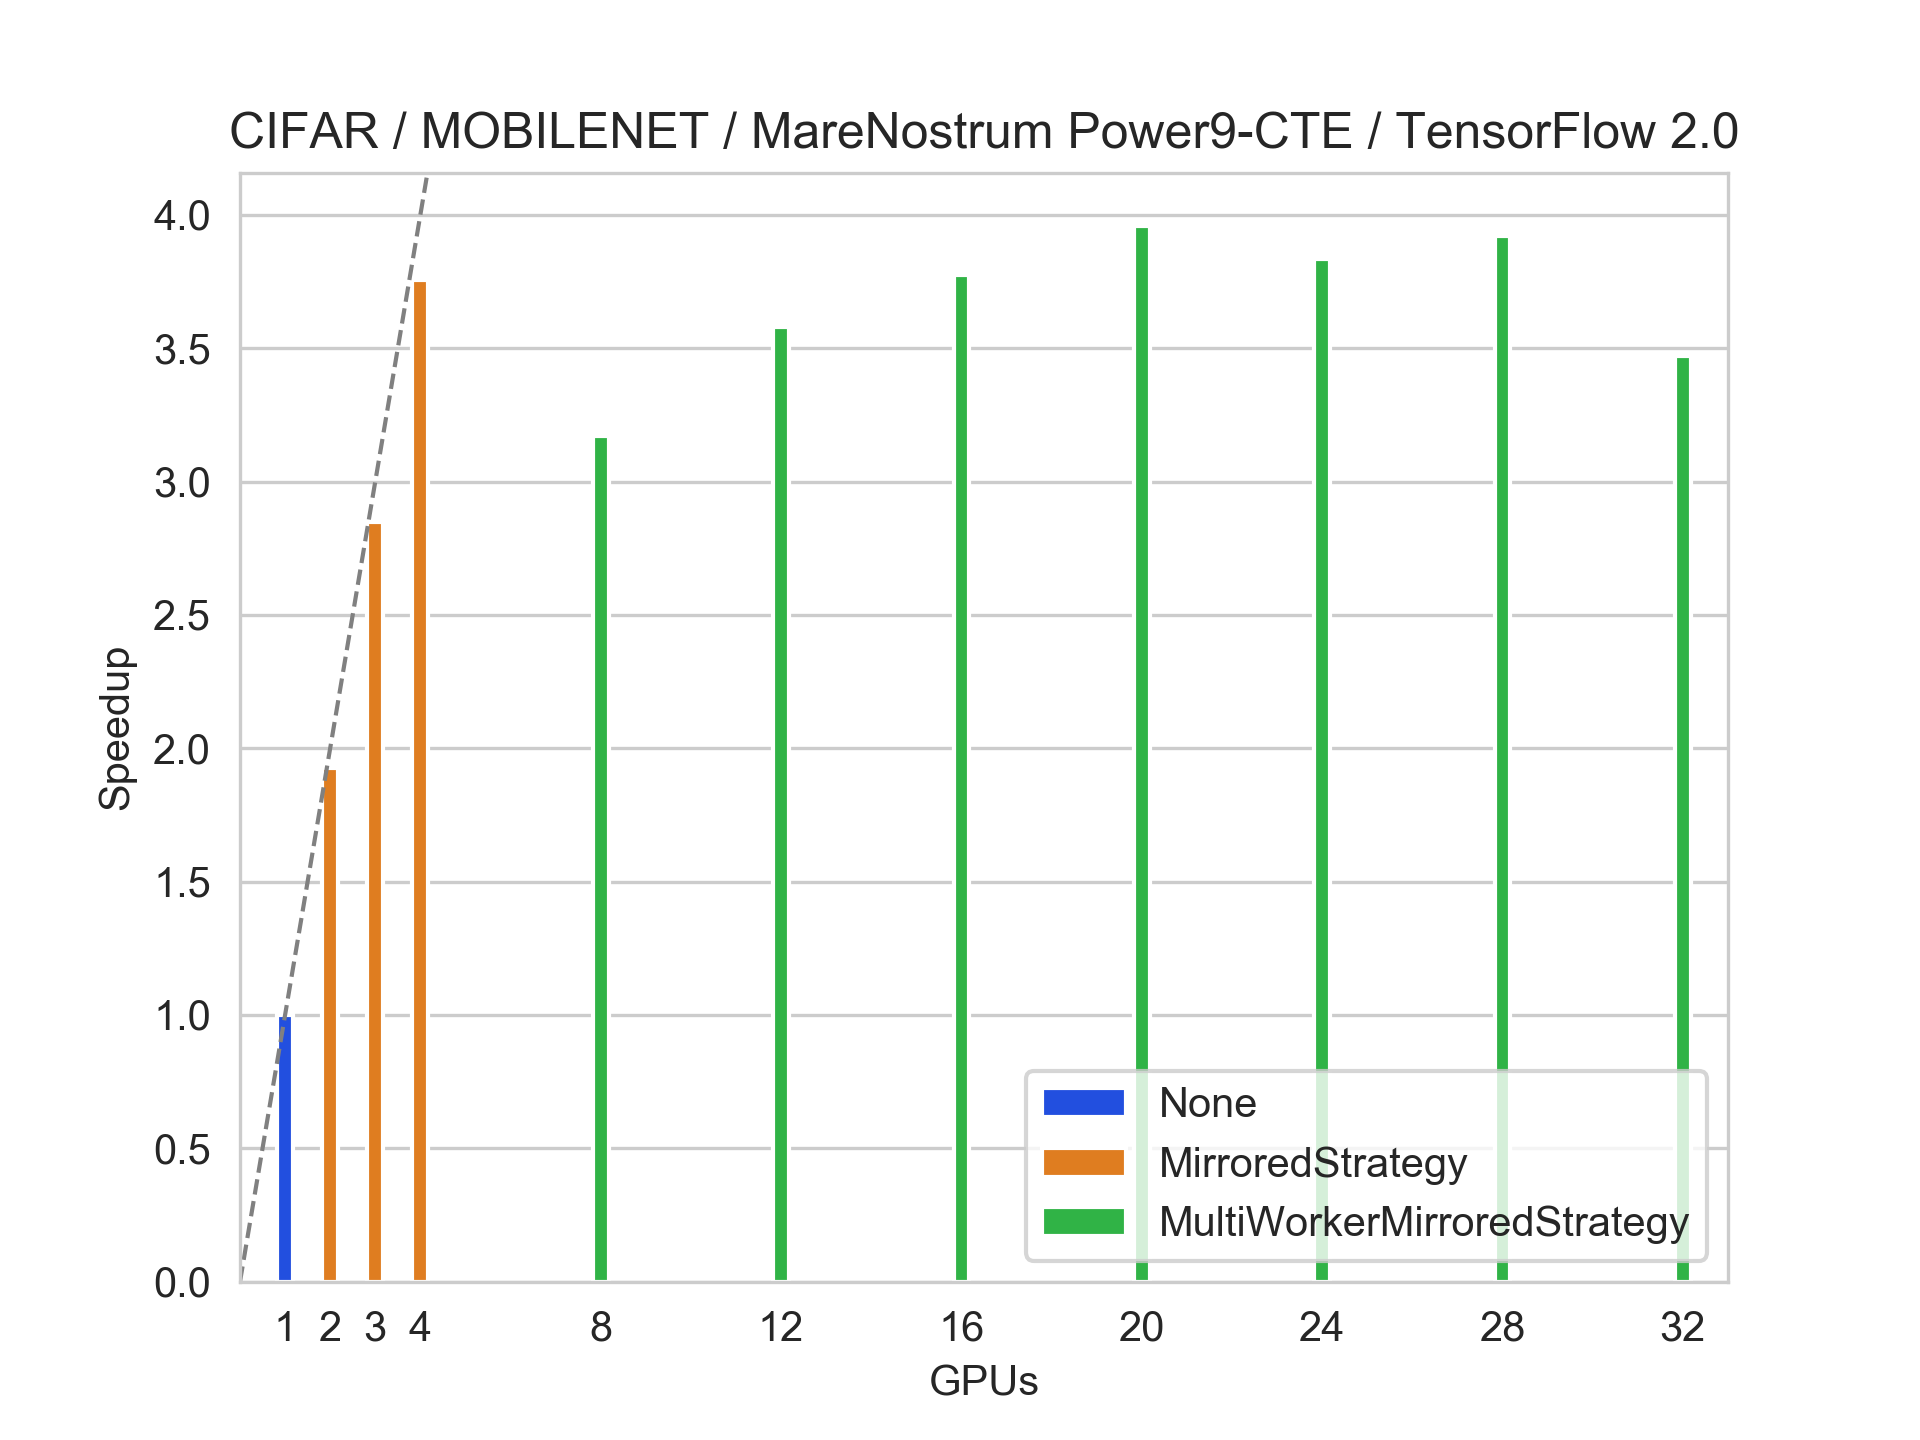 CIFAR / MOBILENET / MareNostrum Power9-CTE / TensorFlow 2.0
4.0
3.5
3.0
2.5
2.0
1.5
1.0
0.5
0.0
Speedup
None
MirroredStrategy
MultiWorkerMirroredStrategy
1 2 3 4 8 12 16 20 24 28 32
GPUs